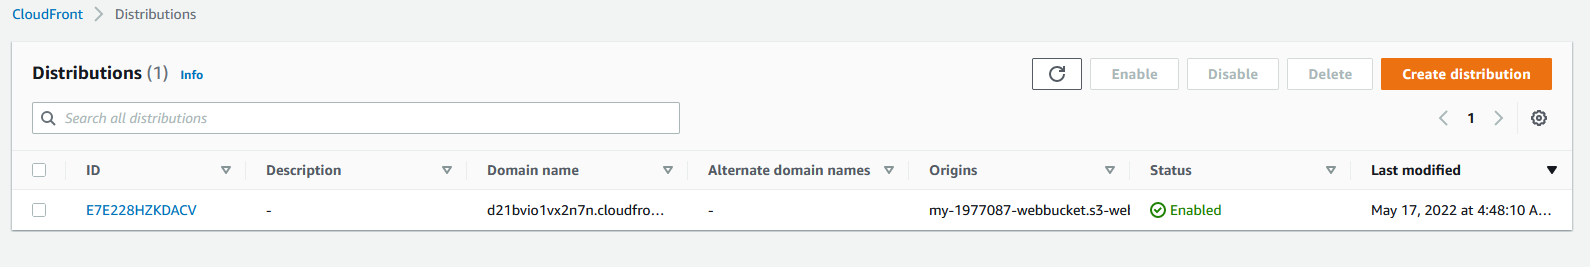 CloudFront > Distributions
Distributions (1) Info
Enable Disable Delete Create distribution
Search all distributions
1
ID Description Domain name Alternate domain names Origins Status Last modified
E7E228HZKDACV - d21bvio1vx2n7n.cloudfro... - my-1977087-webbucket.s3-wel Enabled May 17, 2022 at 4:48:10 A...